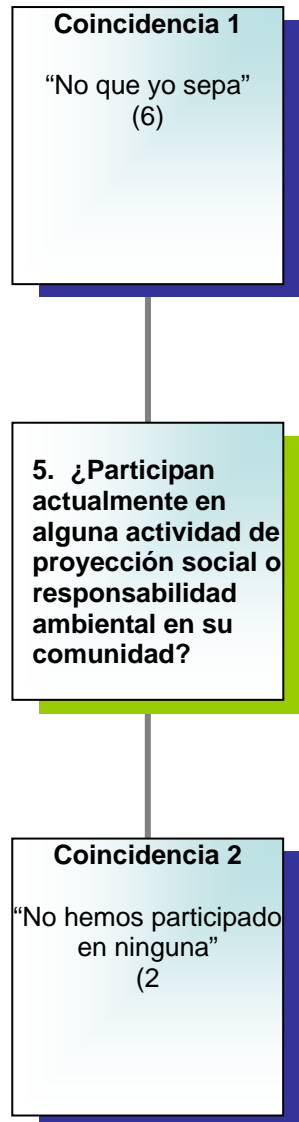 Coincidencia 1
“No que yo sepa”
(6)
5. ¿Participan
actualmente en
alguna actividad de
proyección social o
responsabilidad
ambiental en su
comunidad?
Coincidencia 2
“No hemos participado
en ninguna”
(2